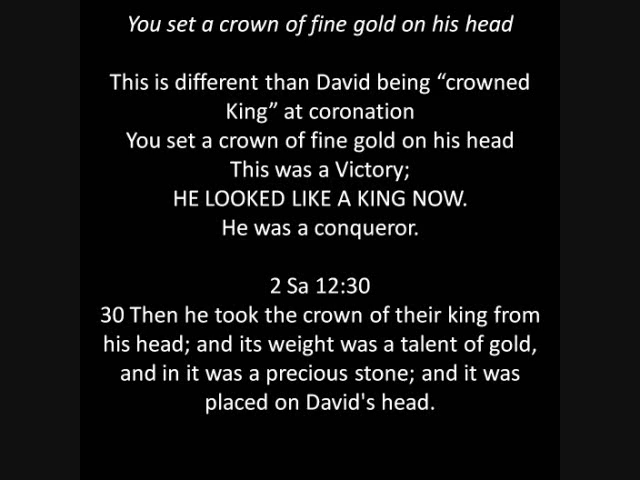 You set a crown of fine gold on his head
This is different than David being “crowned
King” at coronation
You set a crown of fine gold on his head
This was a Victory;
HE LOOKED LIKE A KING NOW.
He was a conqueror.
2 Sa 12:30
30 Then he took the crown of their king from
his head; and its weight was a talent of gold,
and in it was a precious stone; and it was
placed on David's head.